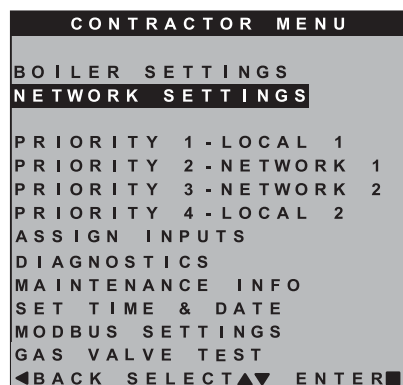 CONTRACTOR MENU
BOILER SETTINGS
NETWORK SETTINGS
PRIORITY 1-LOCAL 1
PRIORITY 2-NETWORK 1
PRIORITY 3-NETWORK 2
PRIORITY 4-LOCAL 2
ASSIGN INPUTS
DIAGNOSTICS
MAINTENANCE INFO
SET TIME & DATE
MODBUS SETTINGS
GAS VALVE TEST
◀BACK SELECT▲▼ ENTER■